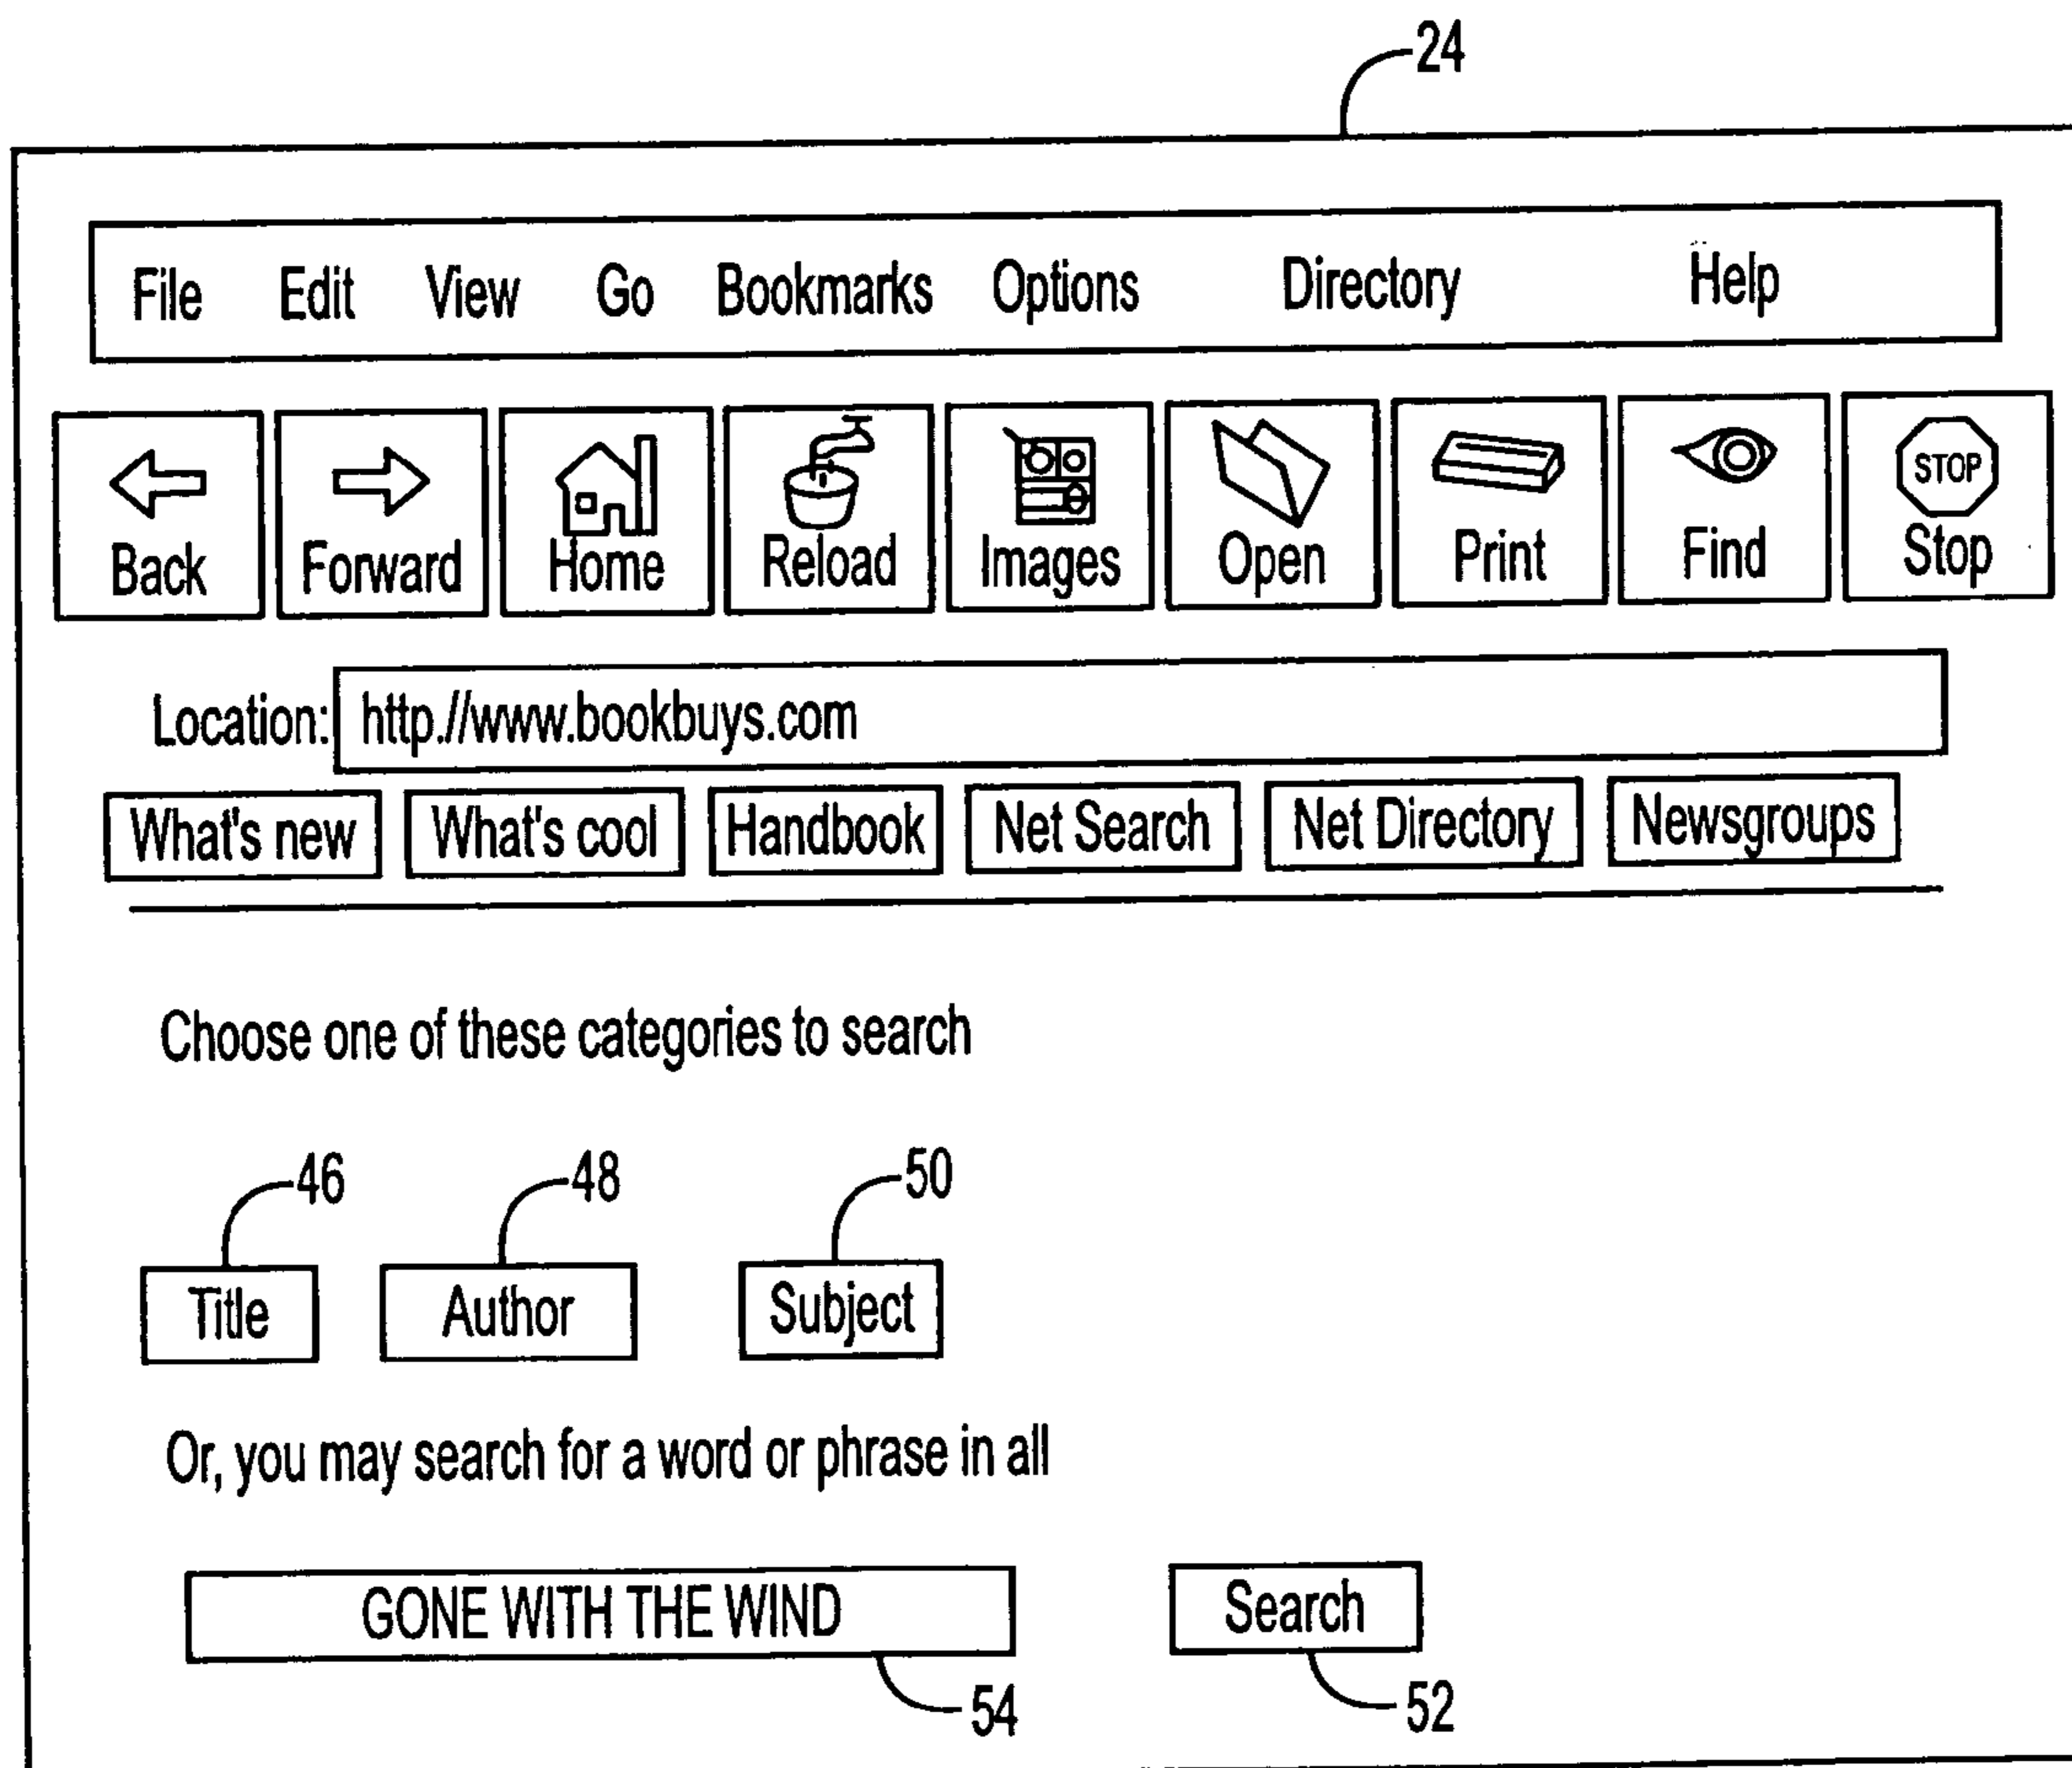 24
File Edit View Go Bookmarks Options Directory Help
STOP
Back Forward Home Reload Images Open Print Find Stop
Location: http.//www.bookbuys.com
What's new What's cool Handbook Net Search Net Directory Newsgroups
Choose one of these categories to search
46 48 50
Title Author Subject
Or, you may search for a word or phrase in all
GONE WITH THE WIND Search
54 52